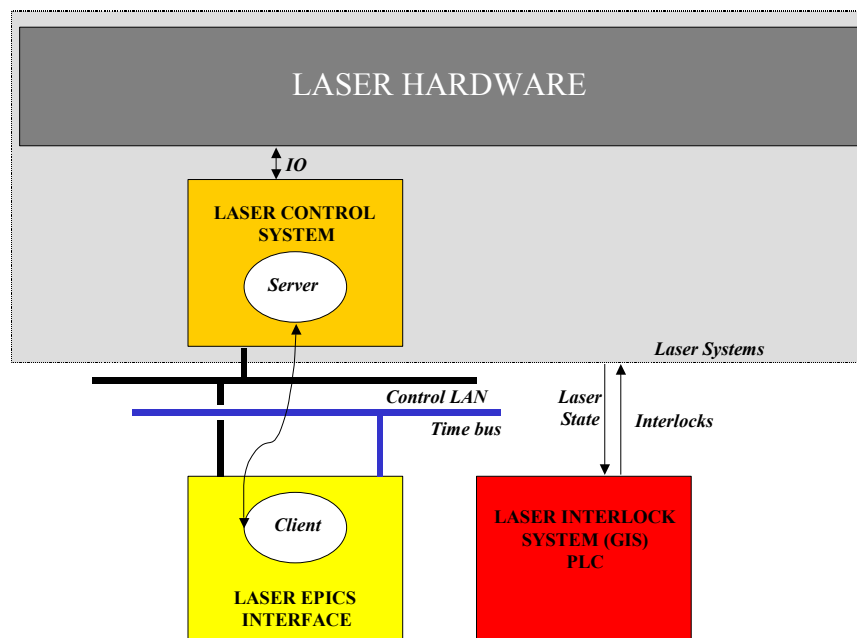 LASER HARDWARE
IO
LASER CONTROL
SYSTEM
Server
Laser Systems
Control LAN
Time bus
Laser
State
Interlocks
Client
LASER EPICS
INTERFACE
LASER INTERLOCK
SYSTEM (GIS)
PLC